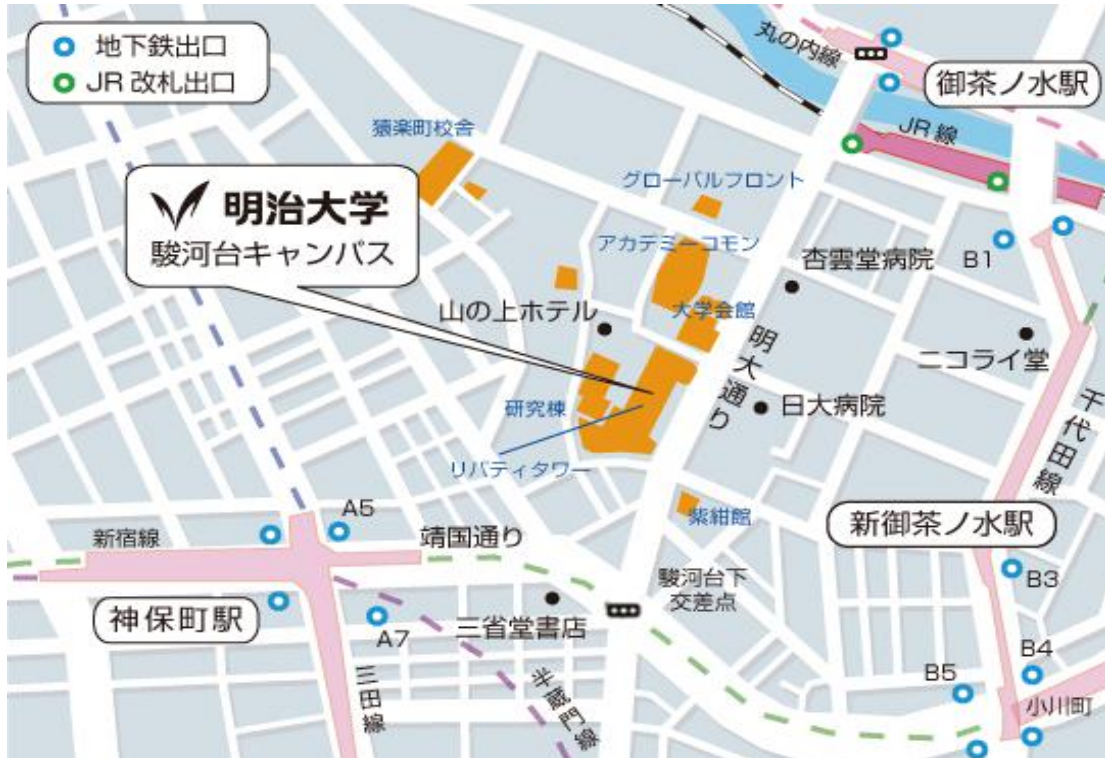 地下鉄出口
JR 改札出口
丸の内線
御茶ノ水駅
JR 線
猿楽町校舎
グローバルフロント
明治大学
駿河台キャンパス
アカデミーコモン
杏雲堂病院
B1
山の上ホテル
大学会館
明大通り
ニコライ堂
研究棟
日大病院
千代田線
リバティタワー
A5
新宿線
靖国通り
紫紺館
新御茶ノ水駅
駿河台下
交差点
B3
神保町駅
A7
三省堂書店
三田線
半蔵門線
B4
B5
小川町